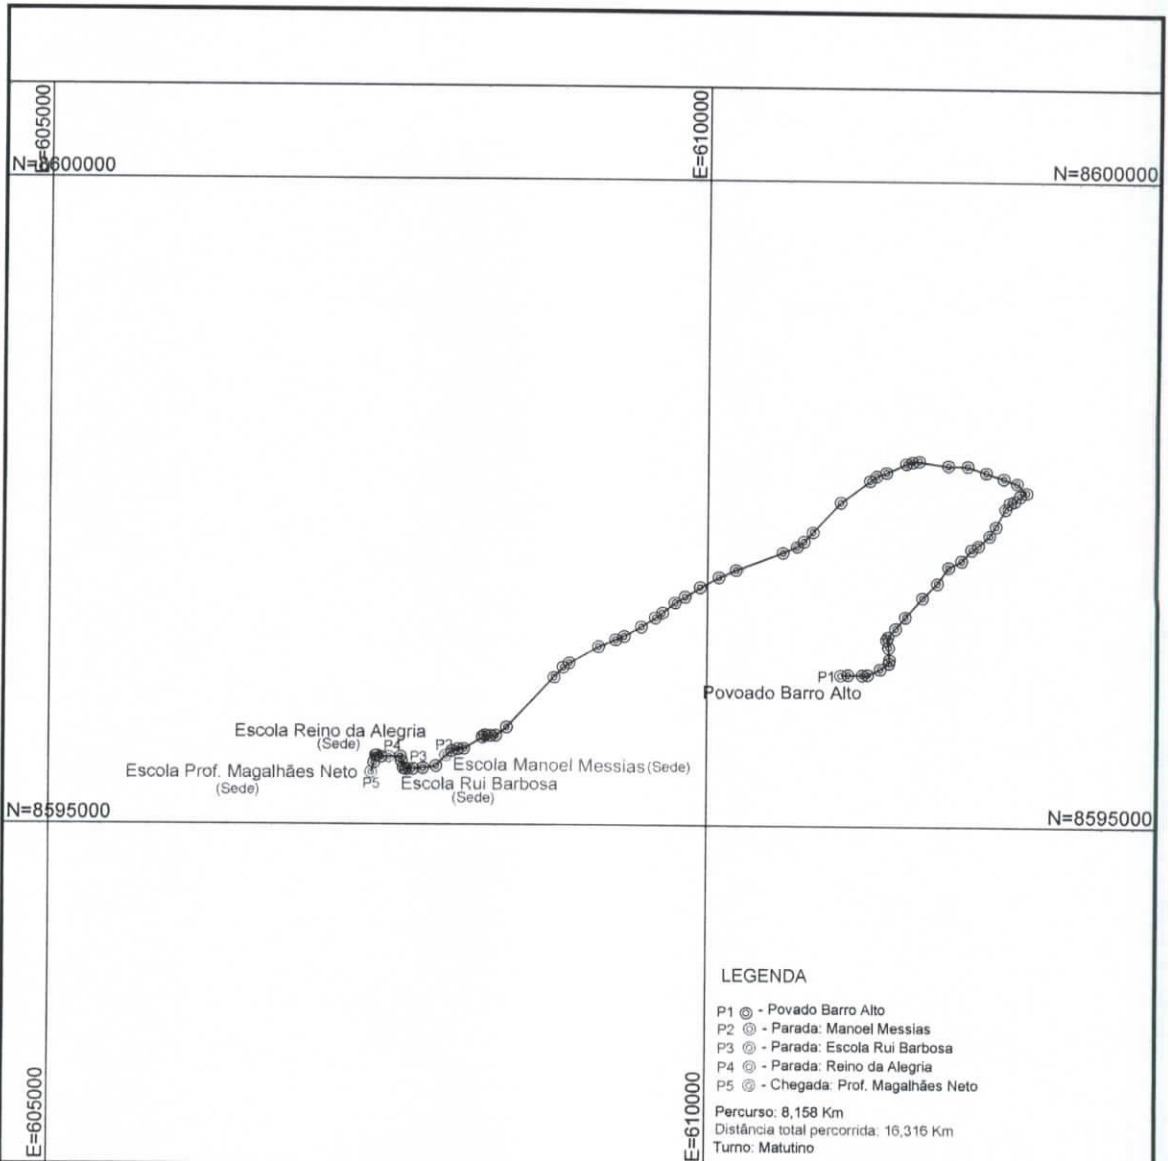 E=605000
E=610000
N=8600000
N=8600000
P1
Povoado Barro Alto
Escola Reino da Alegria
(Sede)
P4
P2
P3
Escola Manoel Messias(Sede)
Escola Prof. Magalhães Neto
(Sede)
P5
Escola Rui Barbosa
(Sede)
N=8595000
N=8595000
LEGENDA
P1 - Povado Barro Alto
P2 - Parada: Manoel Messias
P3 - Parada: Escola Rui Barbosa
P4 - Parada: Reino da Alegria
P5 - Chegada: Prof. Magalhães Neto
Percurso: 8,158 Km
Distância total percorrida: 16,316 Km
Turno: Matutino
E=605000
E=610000